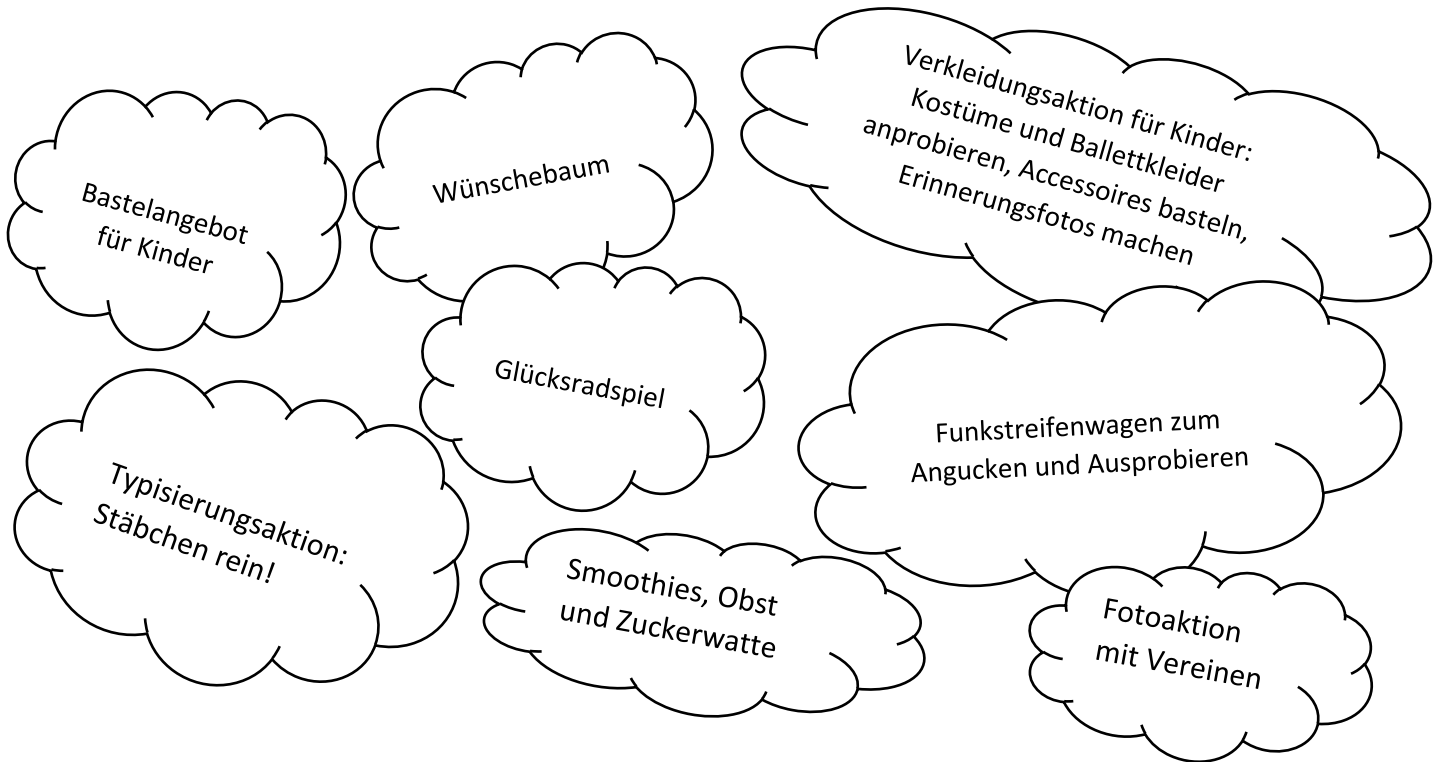 Bastelangebot
für Kinder
Wünschebaum
Verkleidungsaktion für Kinder:
Kostüme und Ballettkleider
anprobieren, Accessoires basteln,
Erinnerungsfotos machen
Glücksradspiel
Funkstreifenwagen zum
Angucken und Ausprobieren
Typisierungsaktion:
Stäbchen rein!
Smoothies, Obst
und Zuckerwatte
Fotoaktion
mit Vereinen